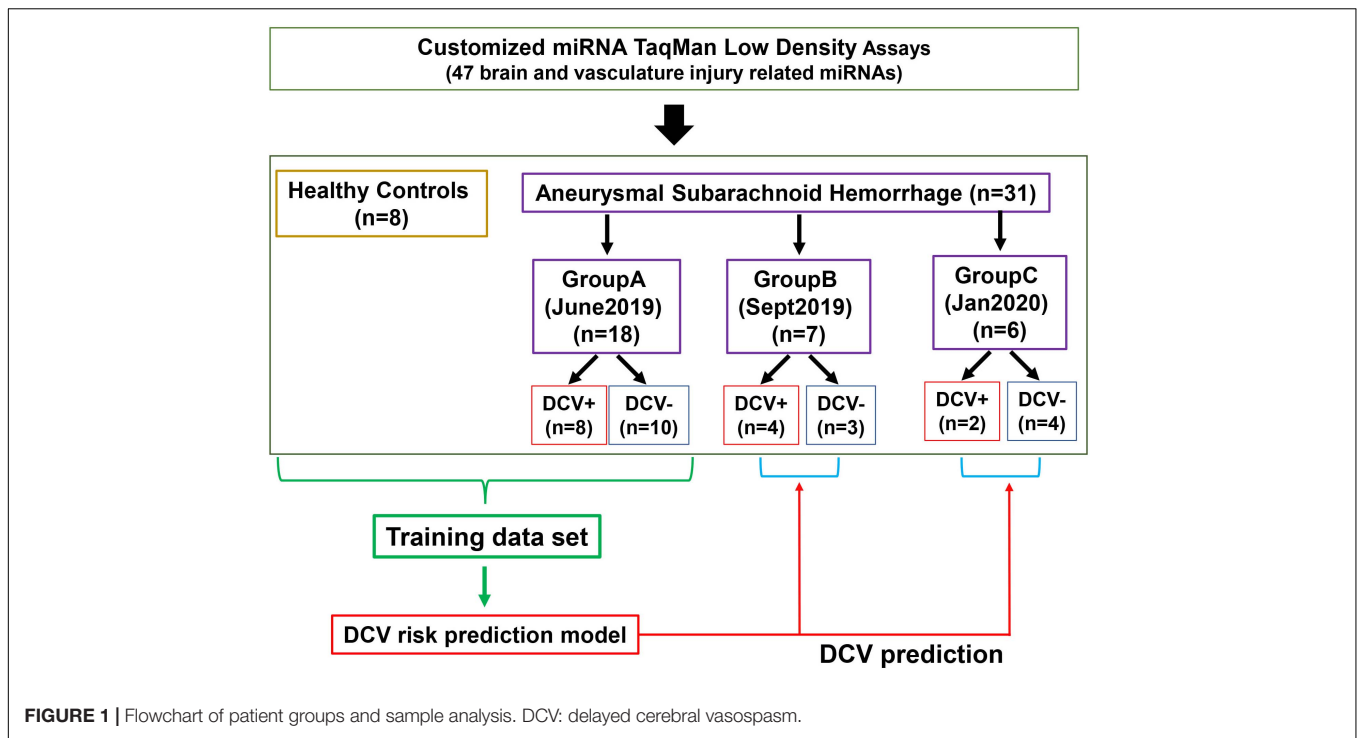 Customized miRNA TaqMan Low Density Assays
(47 brain and vasculature injury related miRNAs)
Healthy Controls
(n=8)
Aneurysmal Subarachnoid Hemorrhage (n=31)
GroupA
(June2019)
(n=18)
GroupB
(Sept2019)
(n=7)
GroupC
(Jan2020)
(n=6)
DCV+
(n=8)
DCV-
(n=10)
DCV+
(n=4)
DCV-
(n=3)
DCV+
(n=2)
DCV-
(n=4)
Training data set
DCV risk prediction model
DCV prediction
FIGURE 1 | Flowchart of patient groups and sample analysis. DCV: delayed cerebral vasospasm.